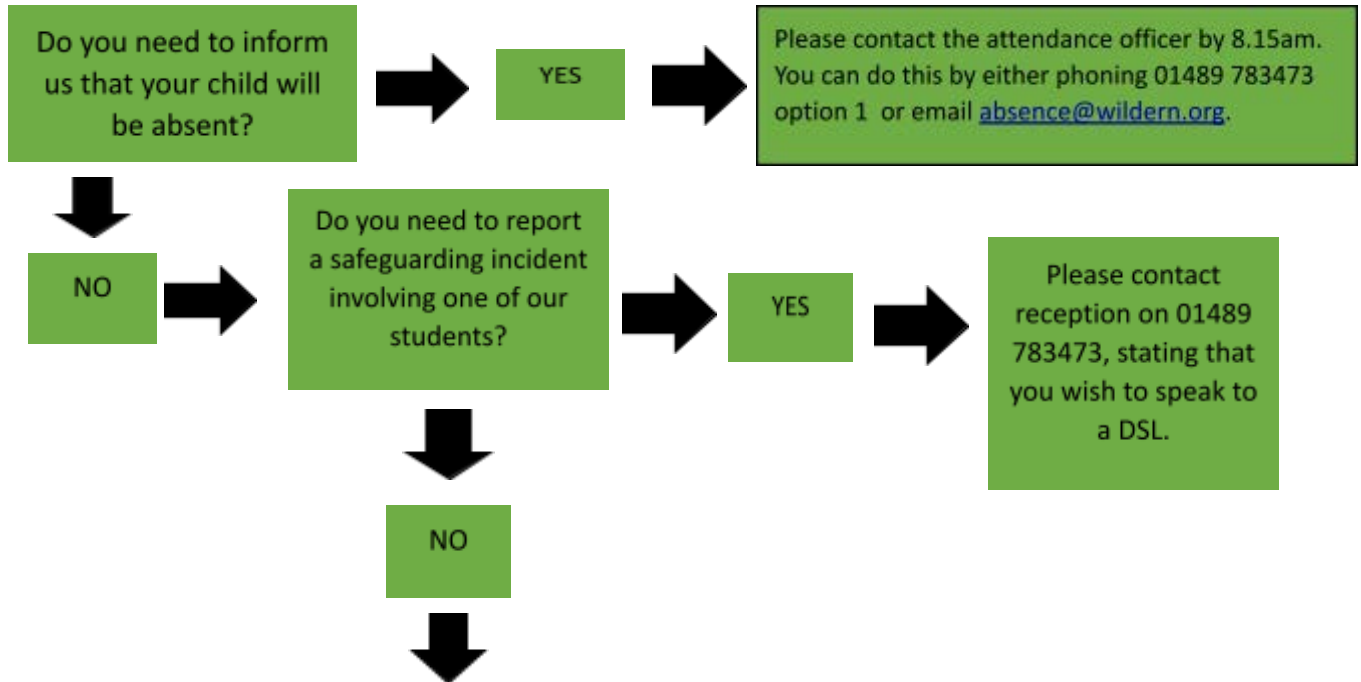 Do you need to inform
us that your child will
be absent?
YES
Please contact the attendance officer by 8.15am.
You can do this by either phoning 01489 783473
option 1  or email absence@wildern.org.
NO
Do you need to report
a safeguarding incident
involving one of our
students?
YES
Please contact
reception on 01489
783473, stating that
you wish to speak to
a DSL.
NO